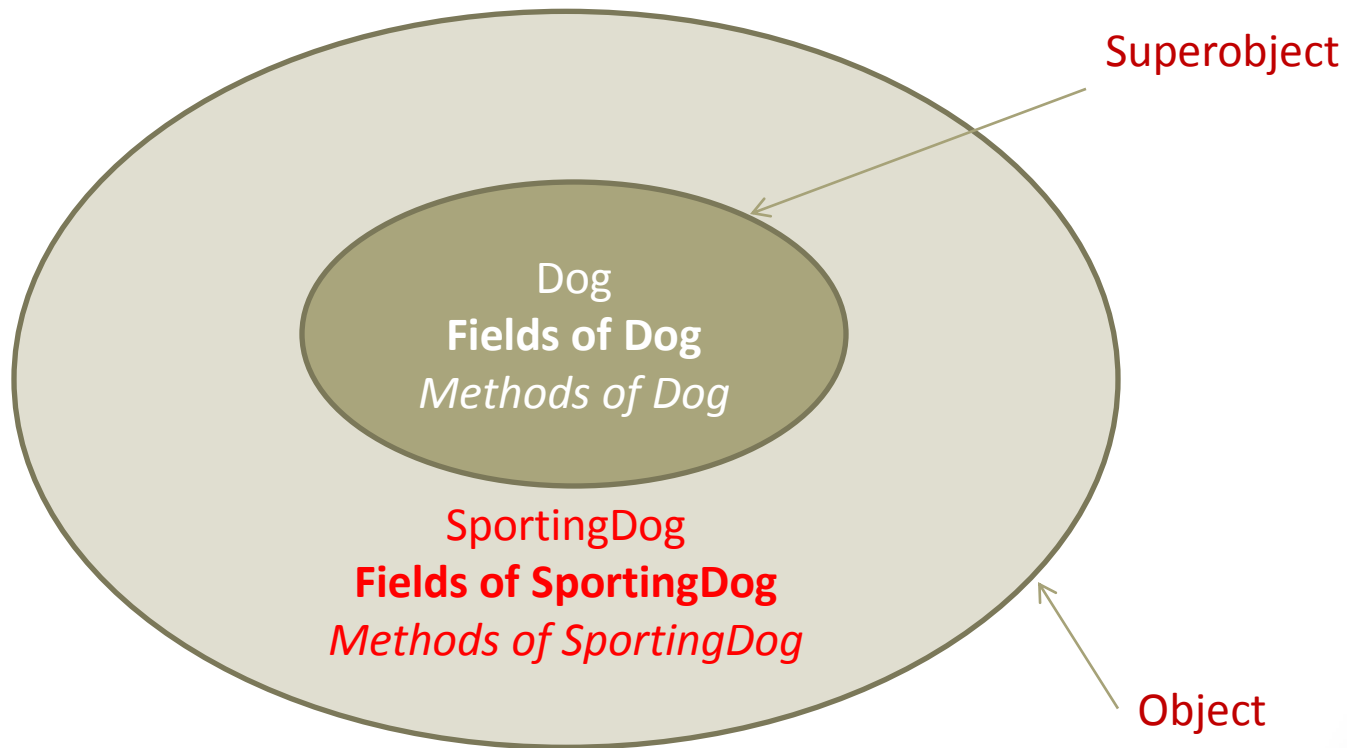 Superobject
Dog
Fields of Dog
Methods of Dog
SportingDog
Fields of SportingDog
Methods of SportingDog
Object